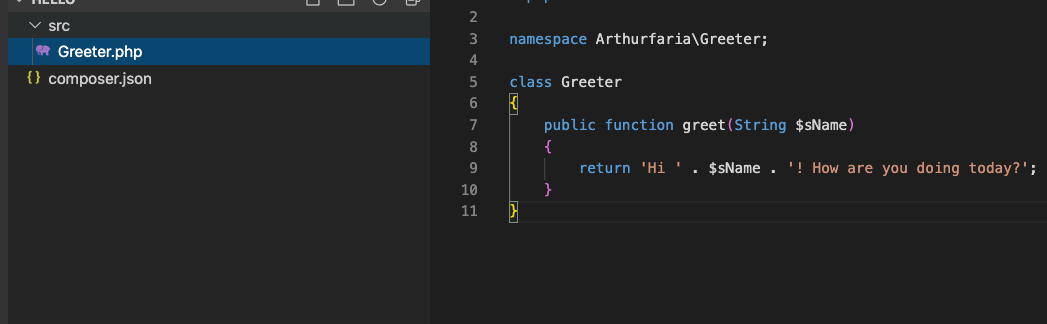 HELLO
src
Greeter.php
{} composer.json
2
3 namespace Arthurfaria\Greeter;
4
5 class Greeter
6 {
7 public function greet(String $sName)
8 {
9 return 'Hi ' . $sName . '! How are you doing today?';
10 }
11 }